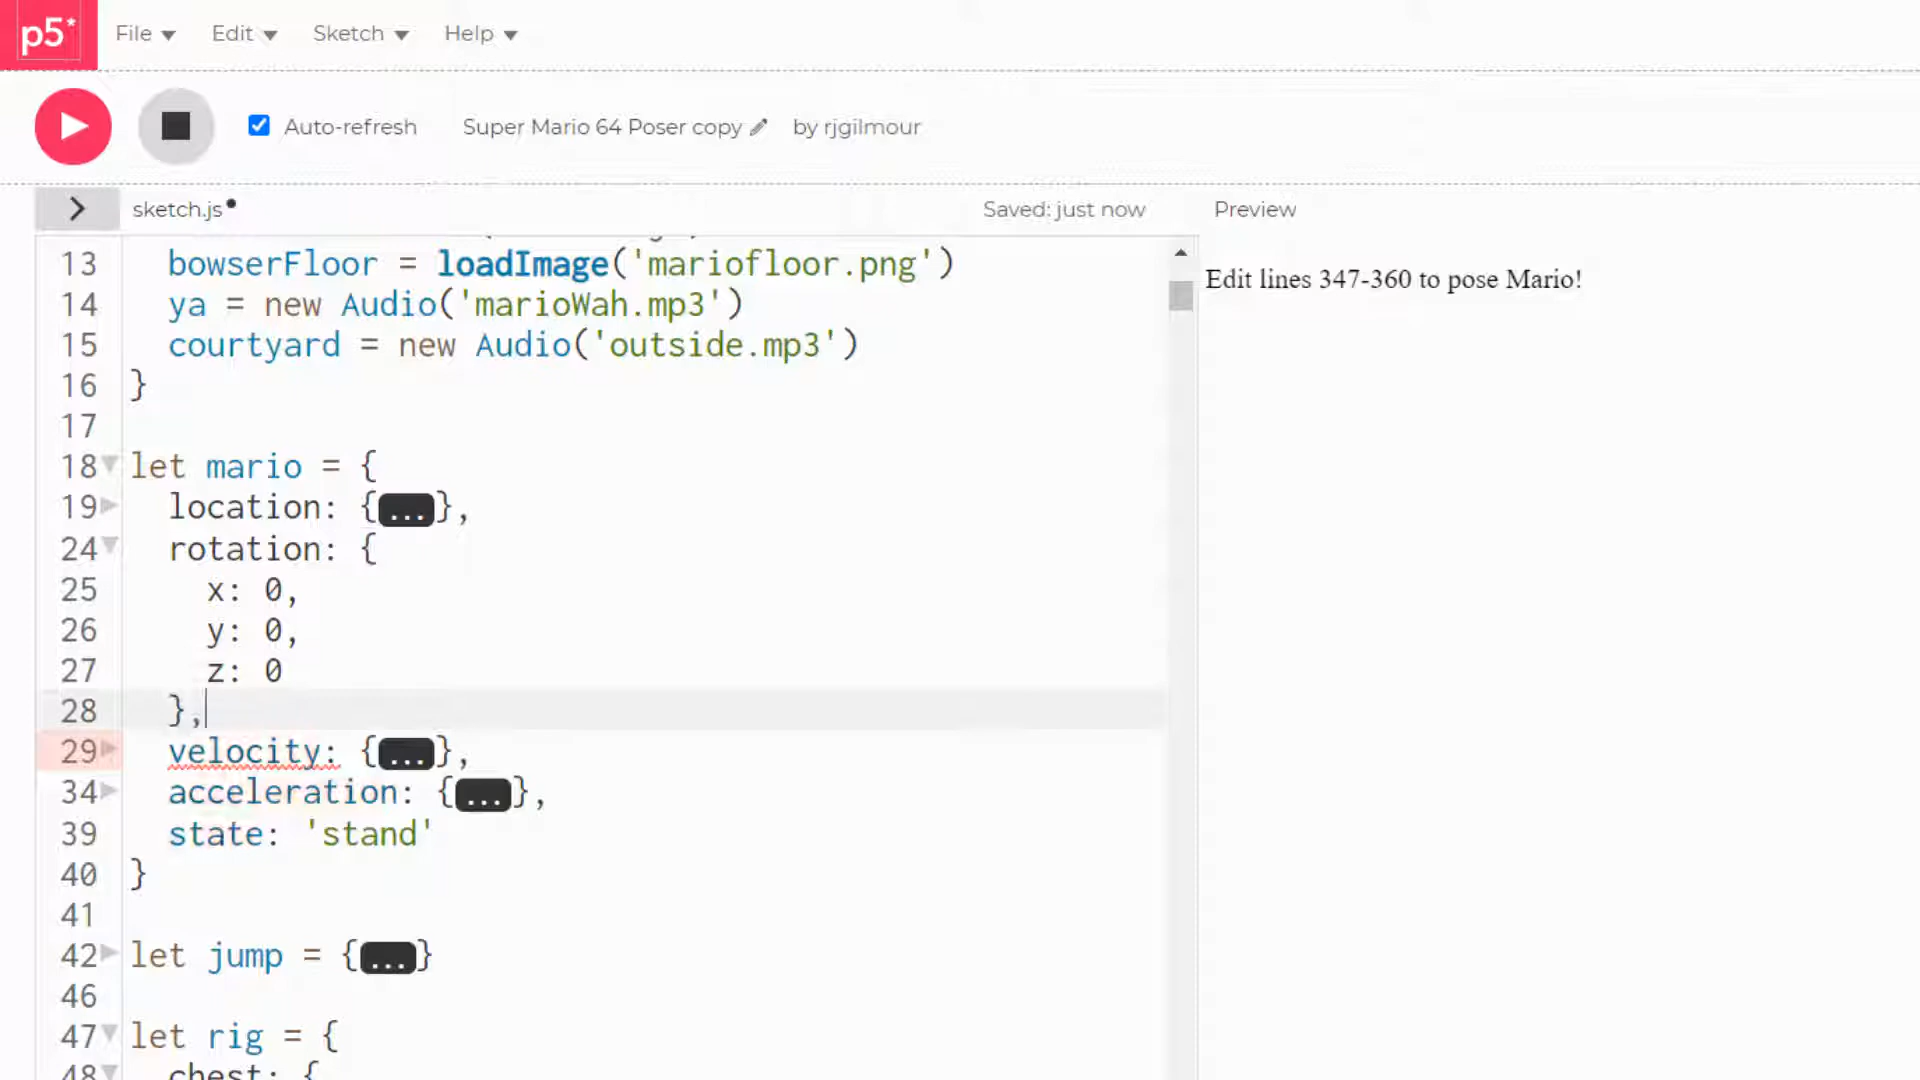 p5*
File Edit Sketch Help
Auto-refresh Super Mario 64 Poser copy by rjgilmour
sketch.js Saved: just now Preview
13 bowserFloor = loadImage('mariofloor.png')
14 ya = new Audio('marioWah.mp3')
15 courtyard = new Audio('outside.mp3')
16 }
17
18 let mario = {
19 location: {...},
24 rotation: {
25 x: 0,
26 y: 0,
27 z: 0
28 },
29 velocity: {...},
34 acceleration: {...},
39 state: 'stand'
40 }
41
42 let jump = {...}
46
47 let rig = {
48 chest: {
Edit lines 347-360 to pose Mario!